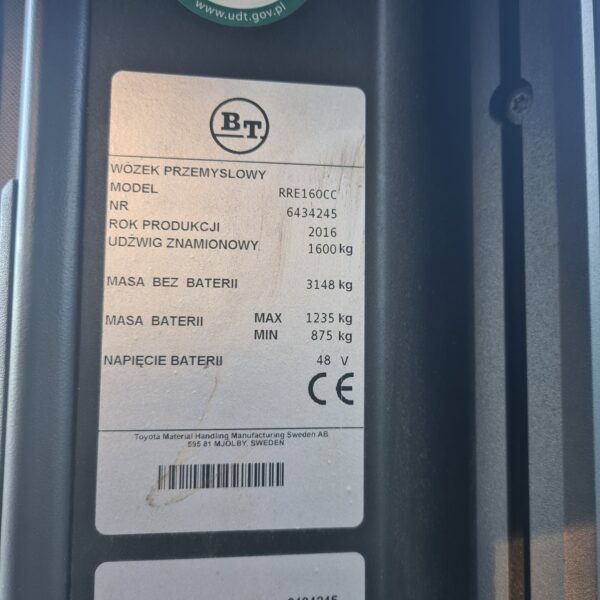 www.udt.gov.pl
BT
WÓZEK PRZEMYSLOWY
MODEL RRE160CC
NR 6434245
ROK PRODUKCJI 2016
UDŹWIG ZNAMIONOWY 1600 kg
MASA BEZ BATERII 3148 kg
MASA BATERII MAX 1235 kg
MIN 875 kg
NAPIĘCIE BATERII 48 V
CE
Toyota Material Handling Manufacturing Sweden AB
595 81 MJOLBY, SWEDEN